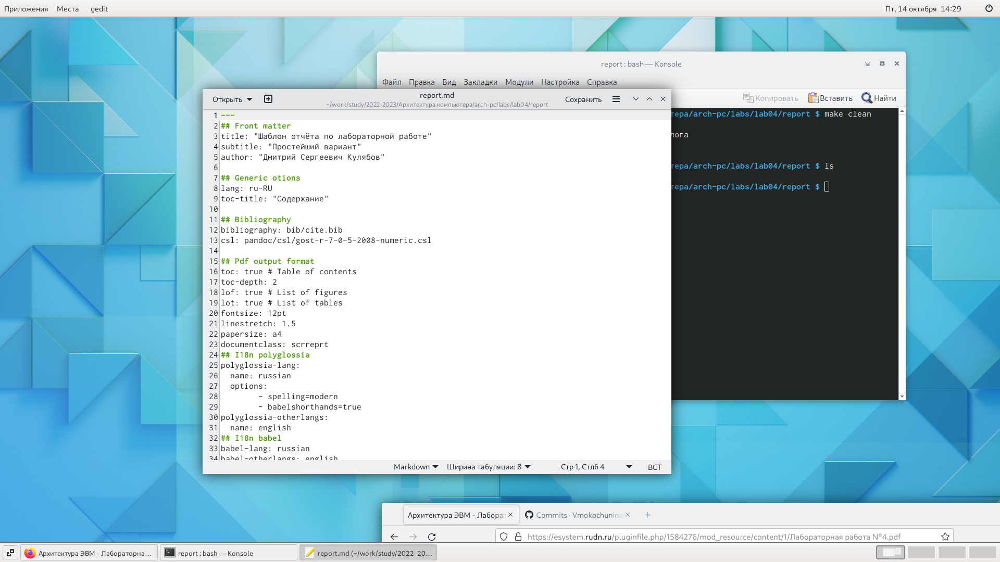 Приложения Места gedit Пт, 14 октября 14:29
report : bash — Konsole
Файл Правка Вид Закладки Модули Настройка Справка
Копировать Вставить Найти
ера/arch-pc/labs/lab04/report $ make clean
лога
ера/arch-pc/labs/lab04/report $ ls
ера/arch-pc/labs/lab04/report $
Открыть report.md Сохранить
~/work/study/2022-2023/Архитектура компьютера/arch-pc/labs/lab04/report
1 ---
2 ## Front matter
3 title: "Шаблон отчёта по лабораторной работе"
4 subtitle: "Простейший вариант"
5 author: "Дмитрий Сергеевич Кулябов"
6
7 ## Generic otions
8 lang: ru-RU
9 toc-title: "Содержание"
10
11 ## Bibliography
12 bibliography: bib/cite.bib
13 csl: pandoc/csl/gost-r-7-0-5-2008-numeric.csl
14
15 ## Pdf output format
16 toc: true # Table of contents
17 toc-depth: 2
18 lof: true # List of figures
19 lot: true # List of tables
20 fontsize: 12pt
21 linestretch: 1.5
22 papersize: a4
23 documentclass: scrreprt
24 ## I18n polyglossia
25 polyglossia-lang:
26 name: russian
27 options:
28 - spelling=modern
29 - babelshorthands=true
30 polyglossia-otherlangs:
31 name: english
32 ## I18n babel
33 babel-lang: russian
34 babel-otherlangs: english
Markdown Ширина табуляции: 8 Стр 1, Стлб 4 ВСТ
Архитектура ЭВМ - Лаборат Commits · Vmokochunina
https://esystem.rudn.ru/pluginfile.php/1584276/mod_resource/content/1/Лабораторная работа №4.pdf
Архитектура ЭВМ - Лабораторна... report : bash — Konsole report.md (~/work/study/2022-20...